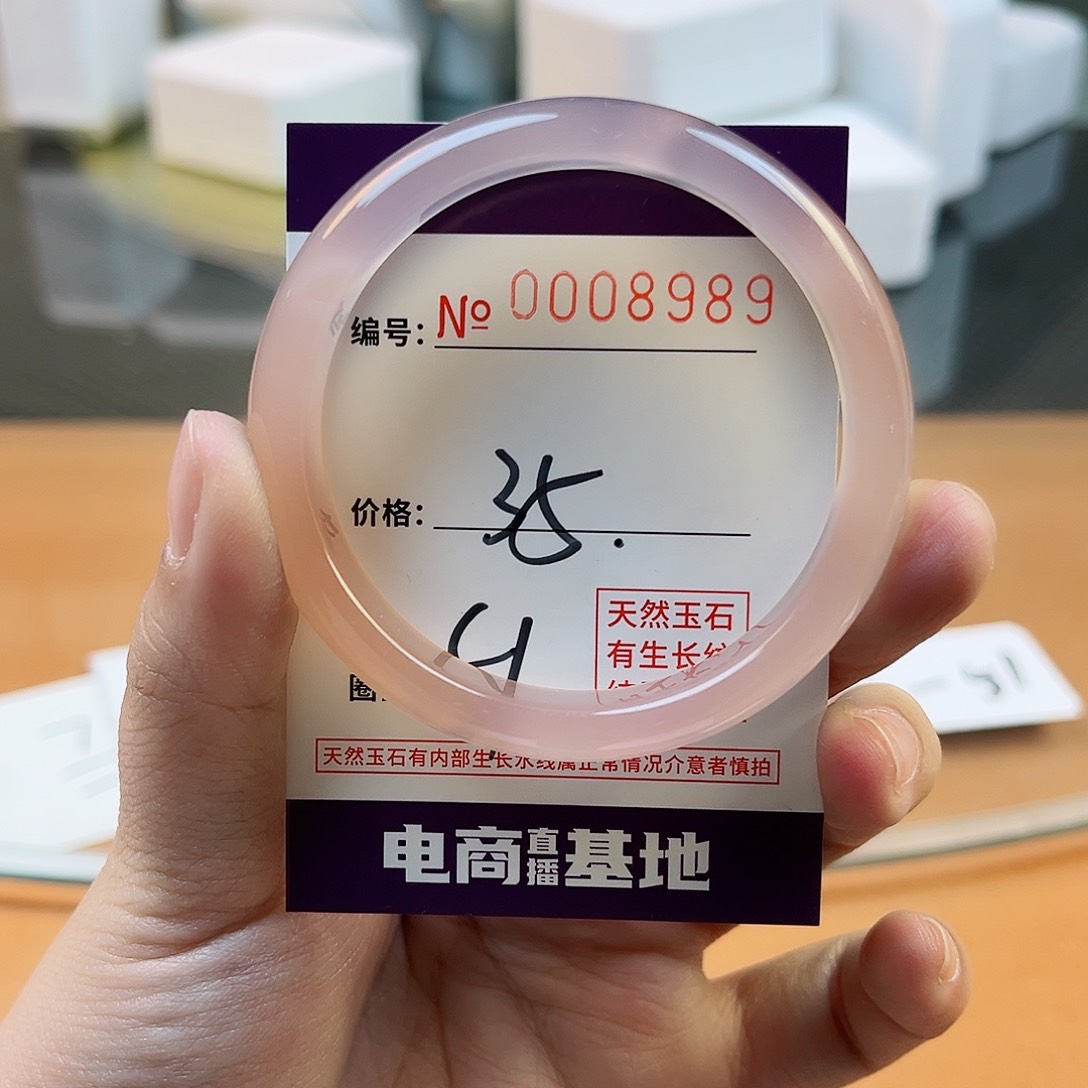 编号: № 0008989
价格: 35.
圈
天然玉石
有生长纹
天然玉石有内部生长水线属正常情况介意者慎拍
电商直播基地